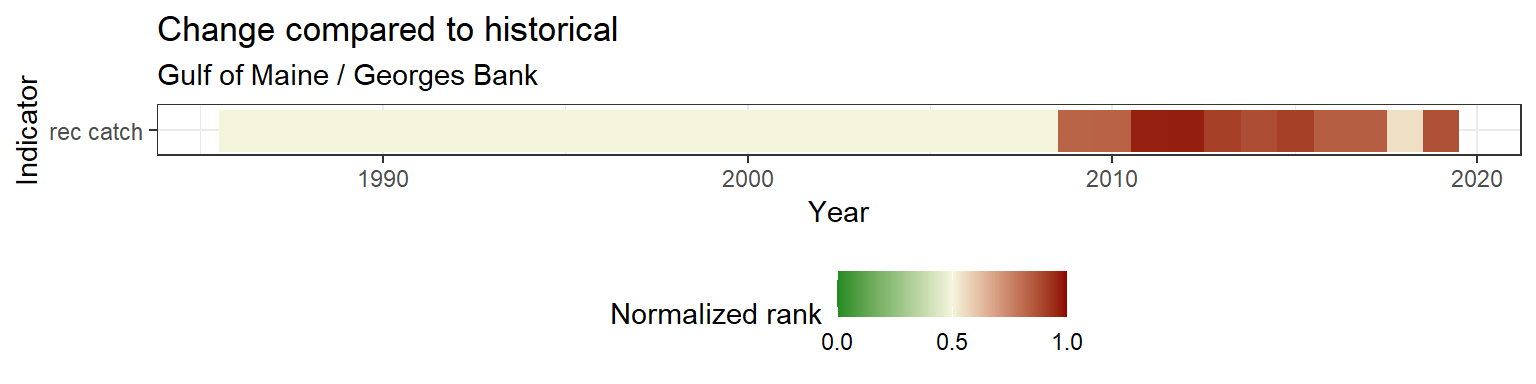 Change compared to historical
Gulf of Maine / Georges Bank
Indicator
rec catch
1990 2000 2010 2020
Year
Normalized rank
0.0 0.5 1.0